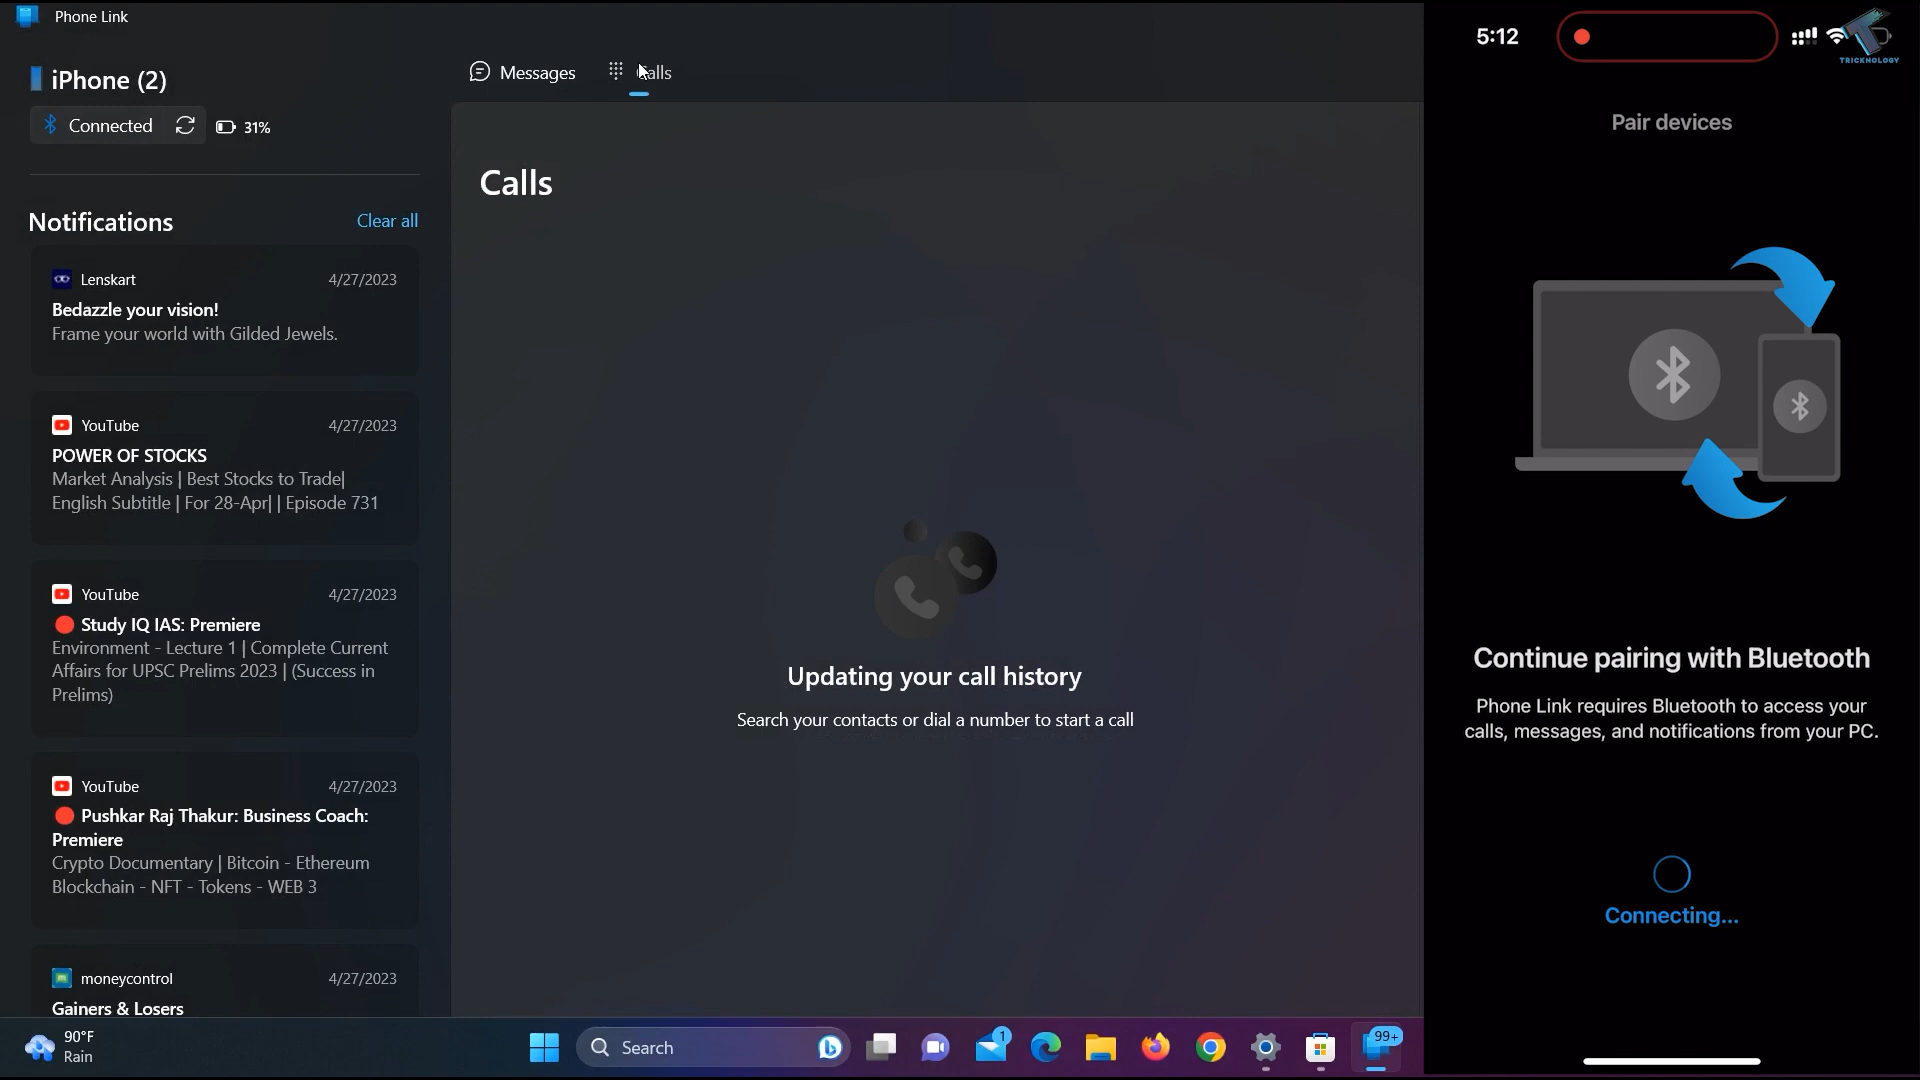 Phone Link
iPhone (2)
Connected
31%
Notifications
Clear all
Lenskart
4/27/2023
Bedazzle your vision!
Frame your world with Gilded Jewels.
YouTube
4/27/2023
POWER OF STOCKS
Market Analysis | Best Stocks to Trade|
English Subtitle | For 28-Apr| | Episode 731
YouTube
4/27/2023
Study IQ IAS: Premiere
Environment - Lecture 1 | Complete Current
Affairs for UPSC Prelims 2023 | (Success in
Prelims)
YouTube
4/27/2023
Pushkar Raj Thakur: Business Coach:
Premiere
Crypto Documentary | Bitcoin - Ethereum
Blockchain - NFT - Tokens - WEB 3
moneycontrol
4/27/2023
Gainers & Losers
Messages
Calls
Calls
Updating your call history
Search your contacts or dial a number to start a call
5:12
TRICKNOLOGY
Pair devices
Continue pairing with Bluetooth
Phone Link requires Bluetooth to access your
calls, messages, and notifications from your PC.
Connecting...
90°F
Rain
Search
1
99+